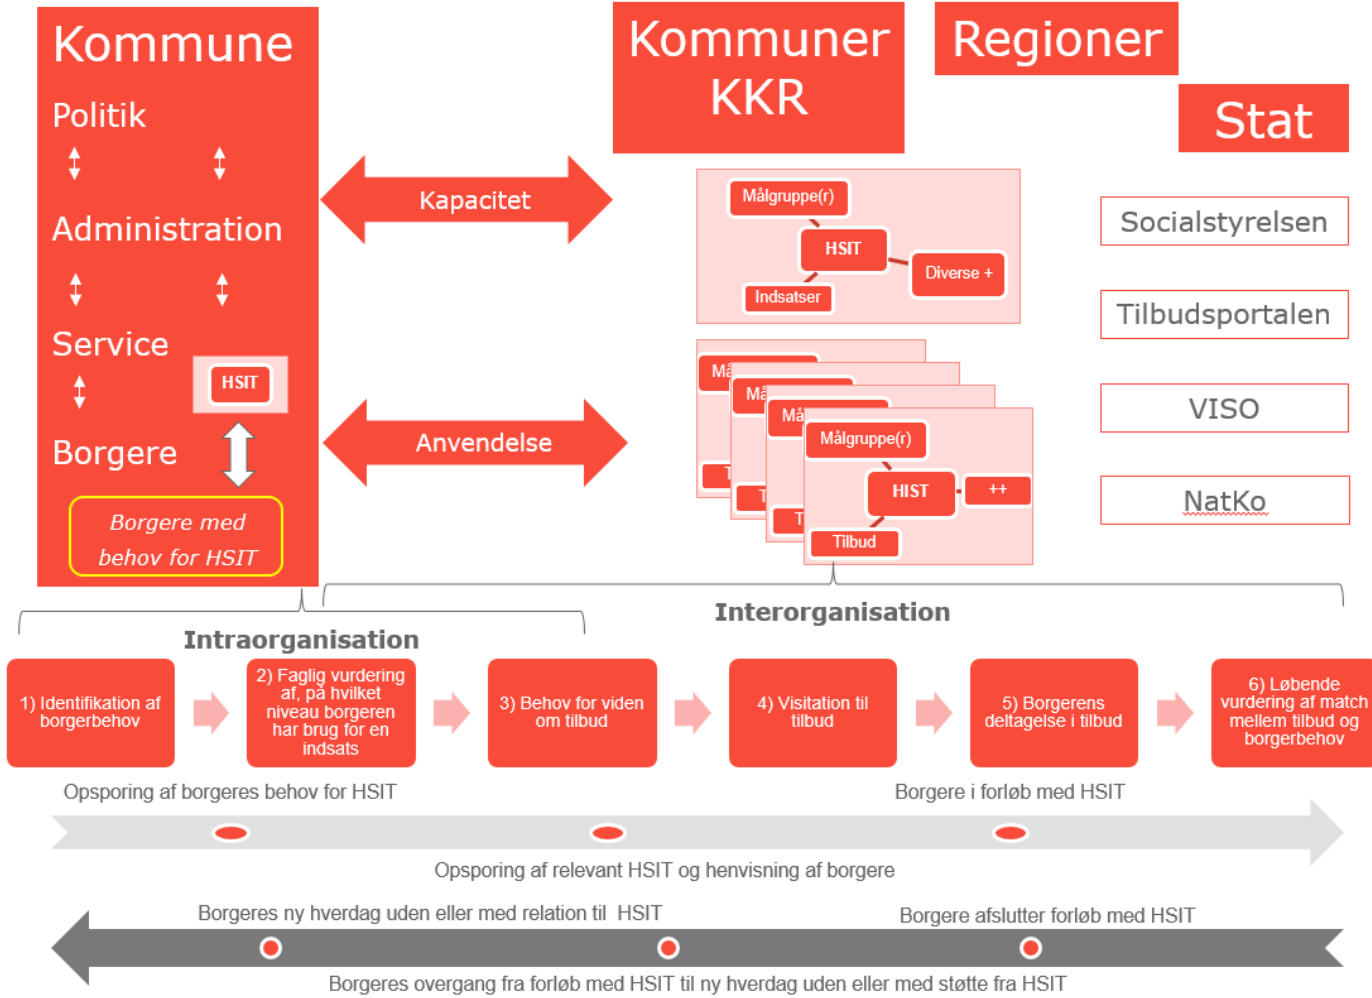 Kommune
Politik
Administration
Service
HSIT
Borgere
Borgere med
behov for HSIT
Kapacitet
Anvendelse
Kommuner
KKR
Regioner
Stat
Målgruppe(r)
HSIT
Diverse +
Indsatser
Må
Må
Må
Målgruppe(r)
HIST
++
T
T
T
Tilbud
Socialstyrelsen
Tilbudsportalen
VISO
NatKo
Intraorganisation
Interorganisation
1) Identifikation af
borgerbehov
2) Faglig vurdering
af, på hvilket
niveau borgeren
har brug for en
indsats
3) Behov for viden
om tilbud
4) Visitation til
tilbud
5) Borgerens
deltagelse i tilbud
6) Løbende
vurdering af match
mellem tilbud og
borgerbehov
Opsporing af borgeres behov for HSIT
Borgere i forløb med HSIT
Opsporing af relevant HSIT og henvisning af borgere
Borgeres ny hverdag uden eller med relation til HSIT
Borgere afslutter forløb med HSIT
Borgeres overgang fra forløb med HSIT til ny hverdag uden eller med støtte fra HSIT